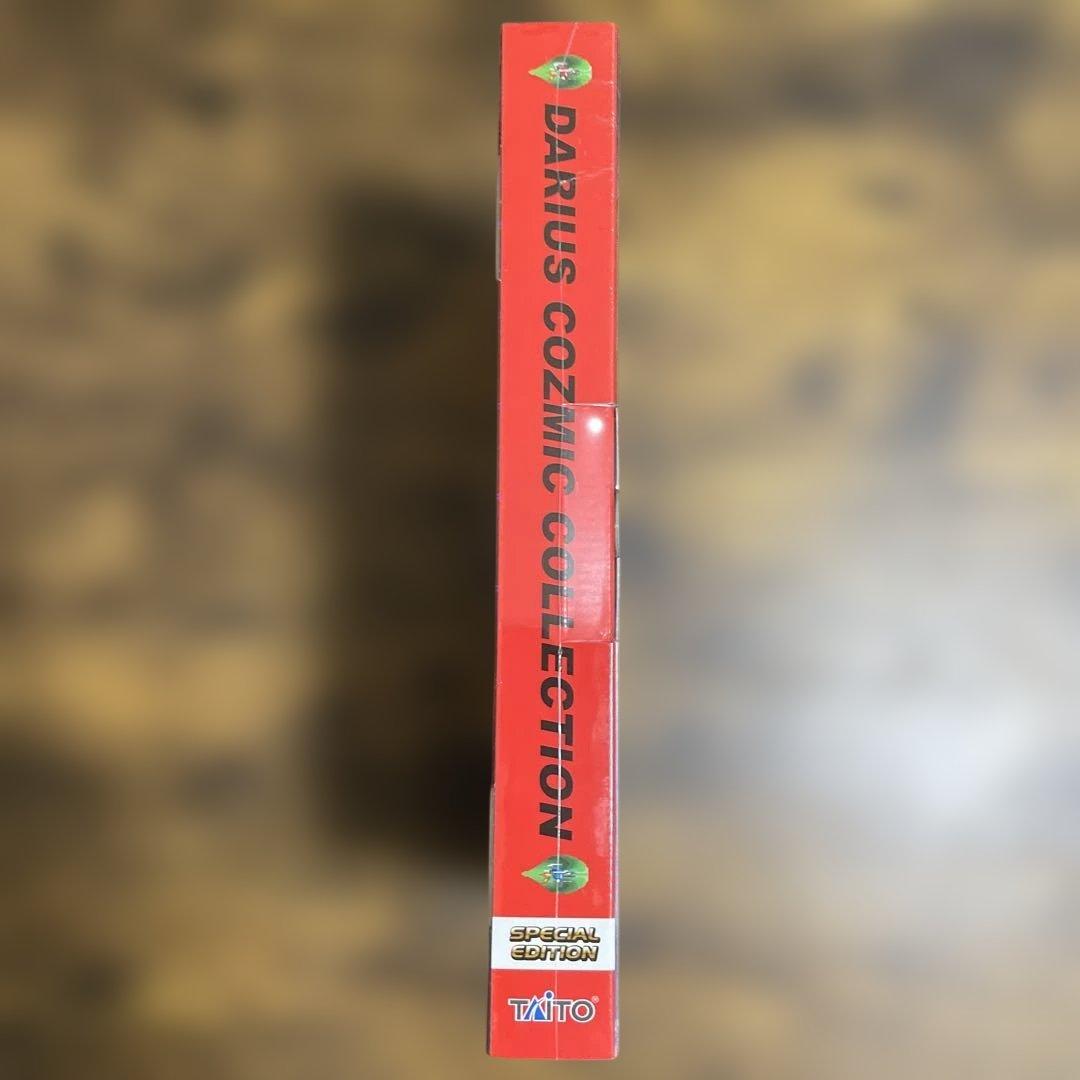 DARIUS COZMIC COLLECTION
SPECIAL
EDITION
TAITO®